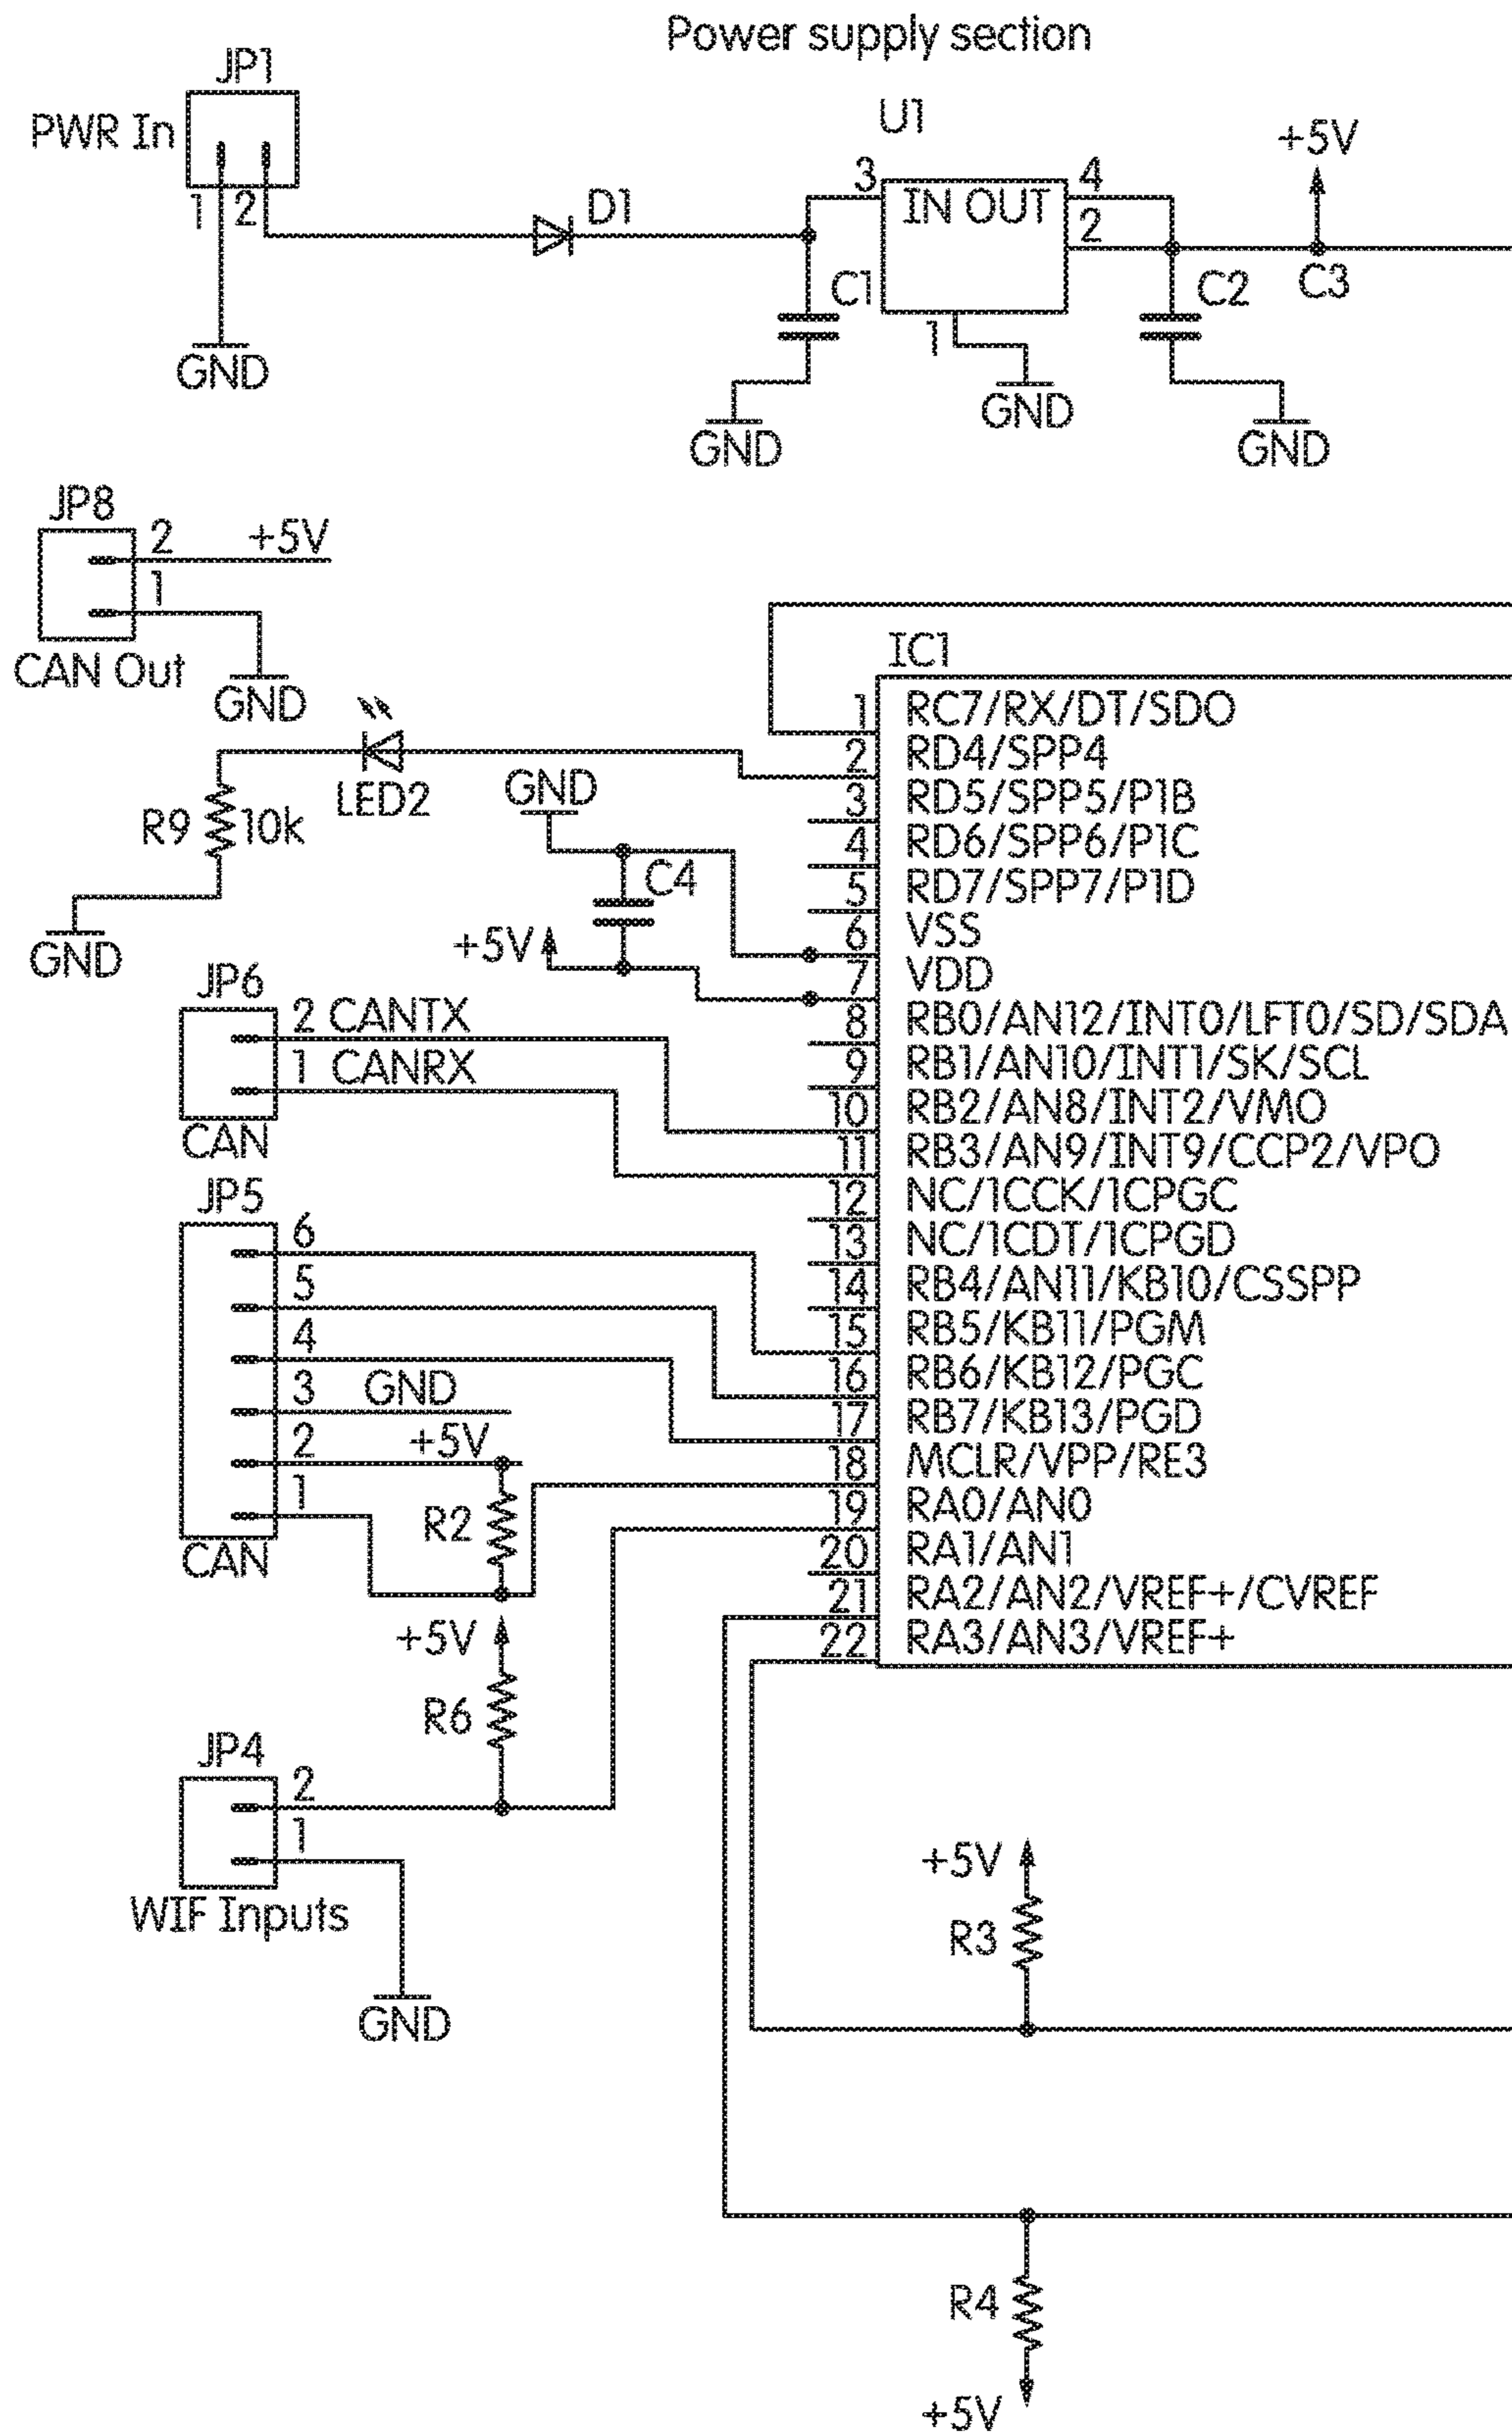 Power supply section
JP1
PWR In
1 2
GND
D1
U1
3 IN OUT 4
2
1
C1
GND
GND
C2
GND
+5V
C3
JP8
2 +5V
1
CAN Out
GND
LED2
R9 10k
GND
GND
C4
+5V
JP6
2 CANTX
1 CANRX
CAN
JP5
6
5
4
3 GND
2 +5V
1
R2
CAN
+5V
R6
JP4
2
1
WIF Inputs
GND
IC1
1 RC7/RX/DT/SDO
2 RD4/SPP4
3 RD5/SPP5/P1B
4 RD6/SPP6/P1C
5 RD7/SPP7/P1D
6 VSS
7 VDD
8 RB0/AN12/INT0/LFT0/SD/SDA
9 RB1/AN10/INT1/SK/SCL
10 RB2/AN8/INT2/VMO
11 RB3/AN9/INT9/CCP2/VPO
12 NC/1CCK/1CPGC
13 NC/1CDT/1CPGD
14 RB4/AN11/KB10/CSSPP
15 RB5/KB11/PGM
16 RB6/KB12/PGC
17 RB7/KB13/PGD
18 MCLR/VPP/RE3
19 RA0/AN0
20 RA1/AN1
21 RA2/AN2/VREF+/CVREF
22 RA3/AN3/VREF+
+5V
R3
R4
+5V